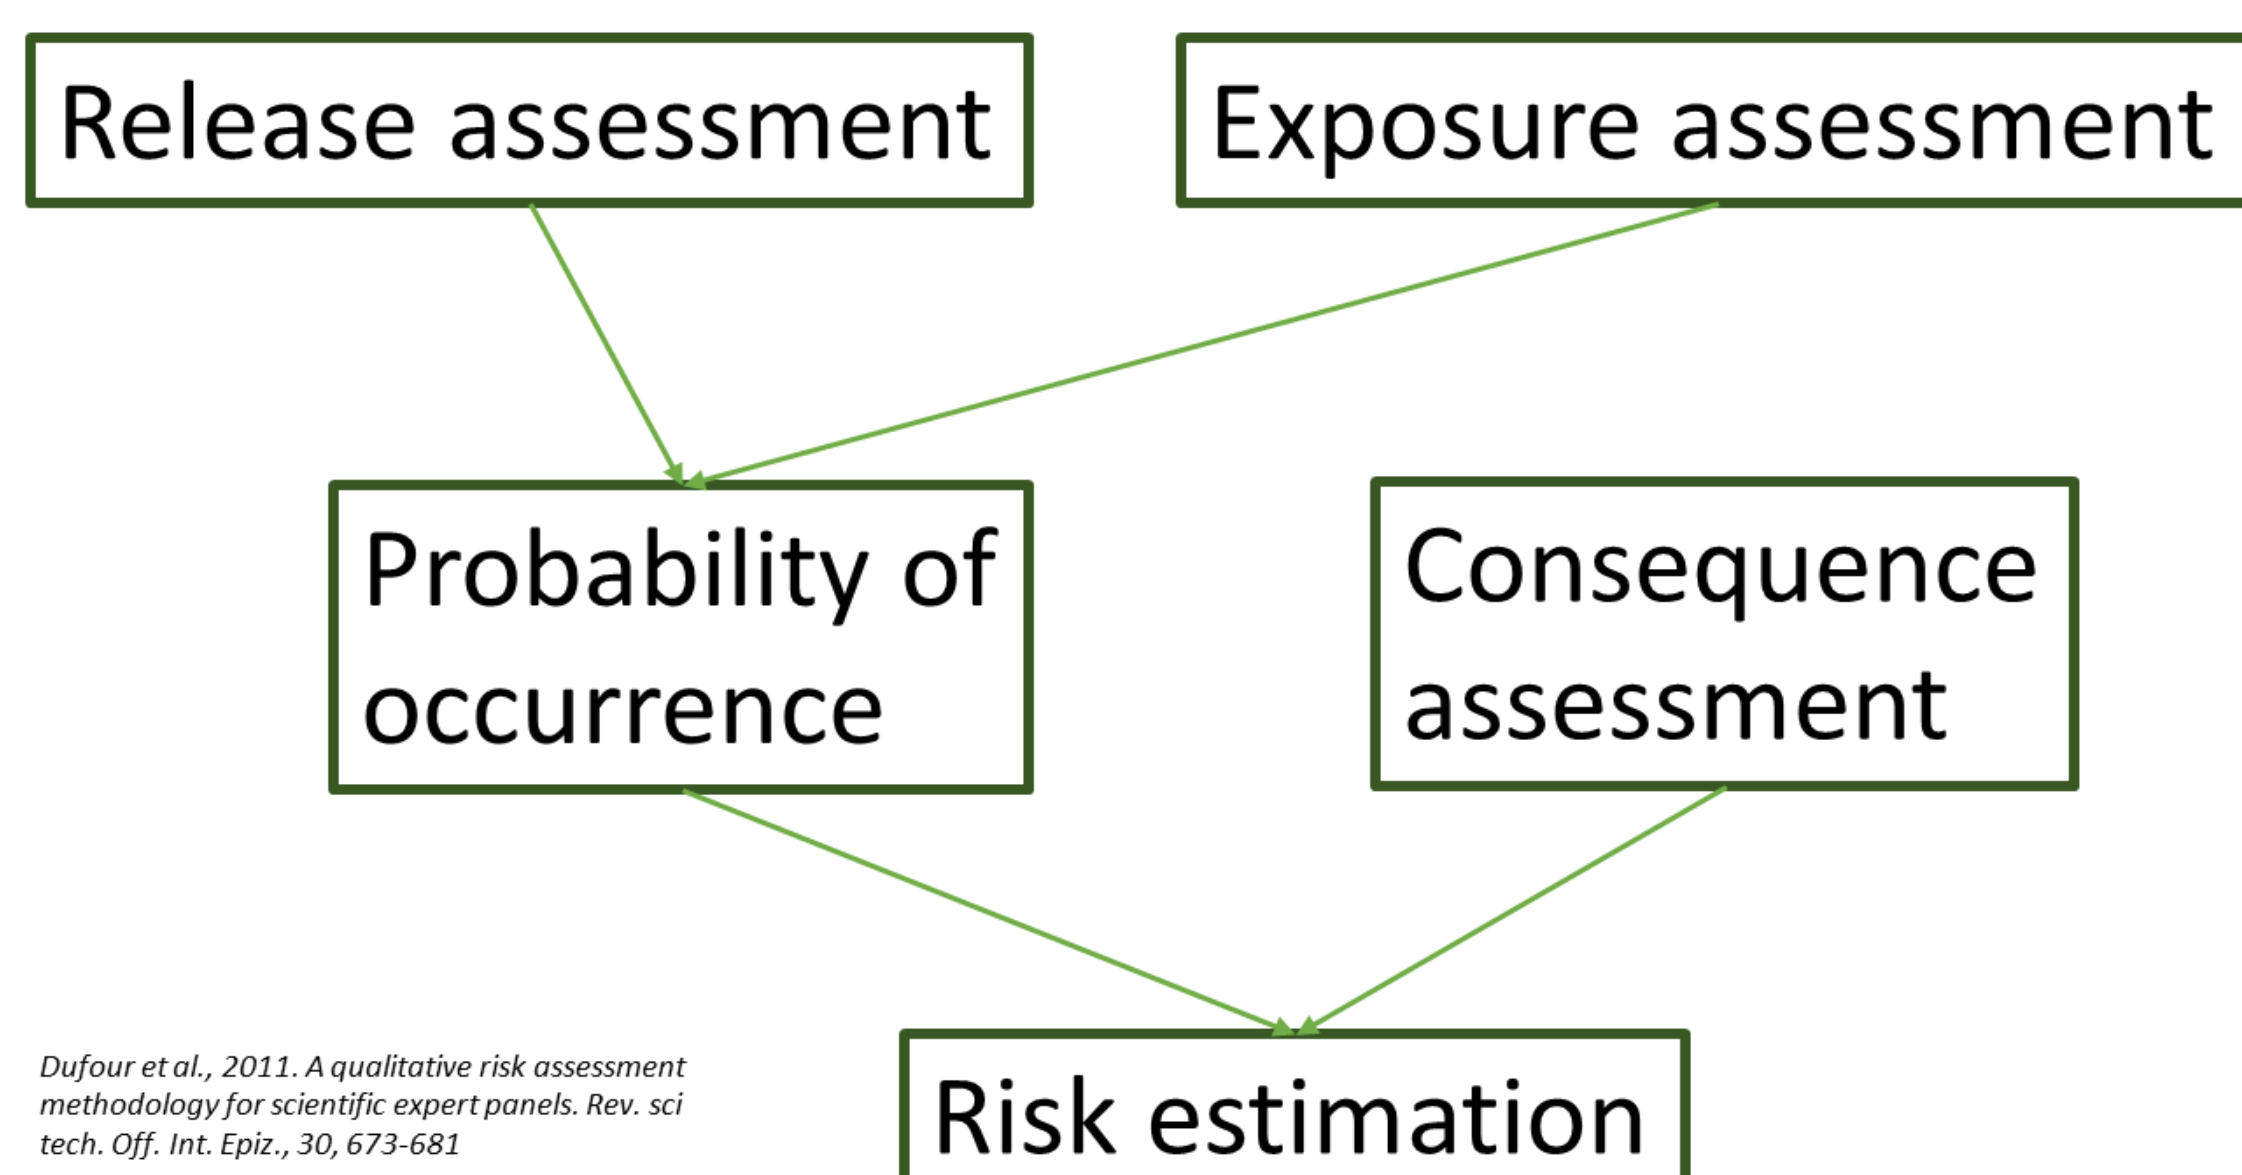 Release assessment
Exposure assessment
Probability of
occurrence
Consequence
assessment
Risk estimation
Dufour et al., 2011. A qualitative risk assessment
methodology for scientific expert panels. Rev. sci
tech. Off. Int. Epiz., 30, 673-681